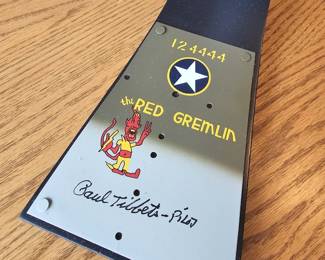 124444
the RED GREMLIN
Paul Tibbets - Pilot